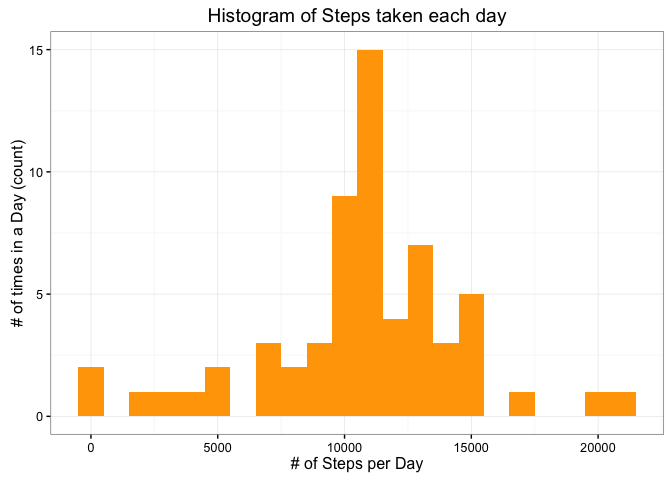 Histogram of Steps taken each day
# of times in a Day (count)
15
10
5
0
0 5000 10000 15000 20000
# of Steps per Day